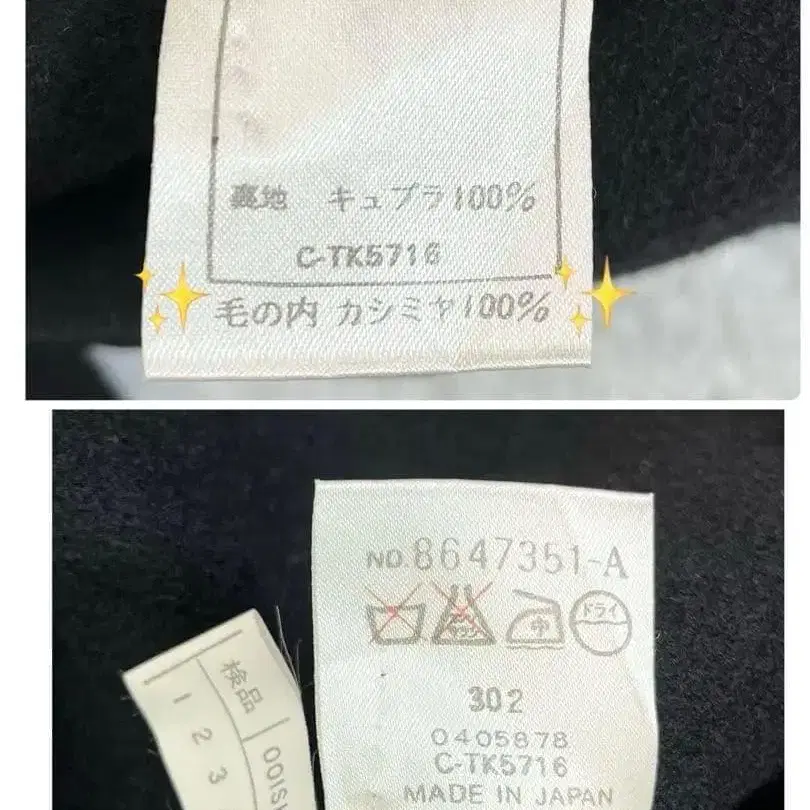 裏地 キュプラ100%
C-TK5716
毛の内 カシミヤ100%
NO.8647351-A
中
ドライ
302
0405878
C-TK5716
MADE IN JAPAN
検品
1
2
3